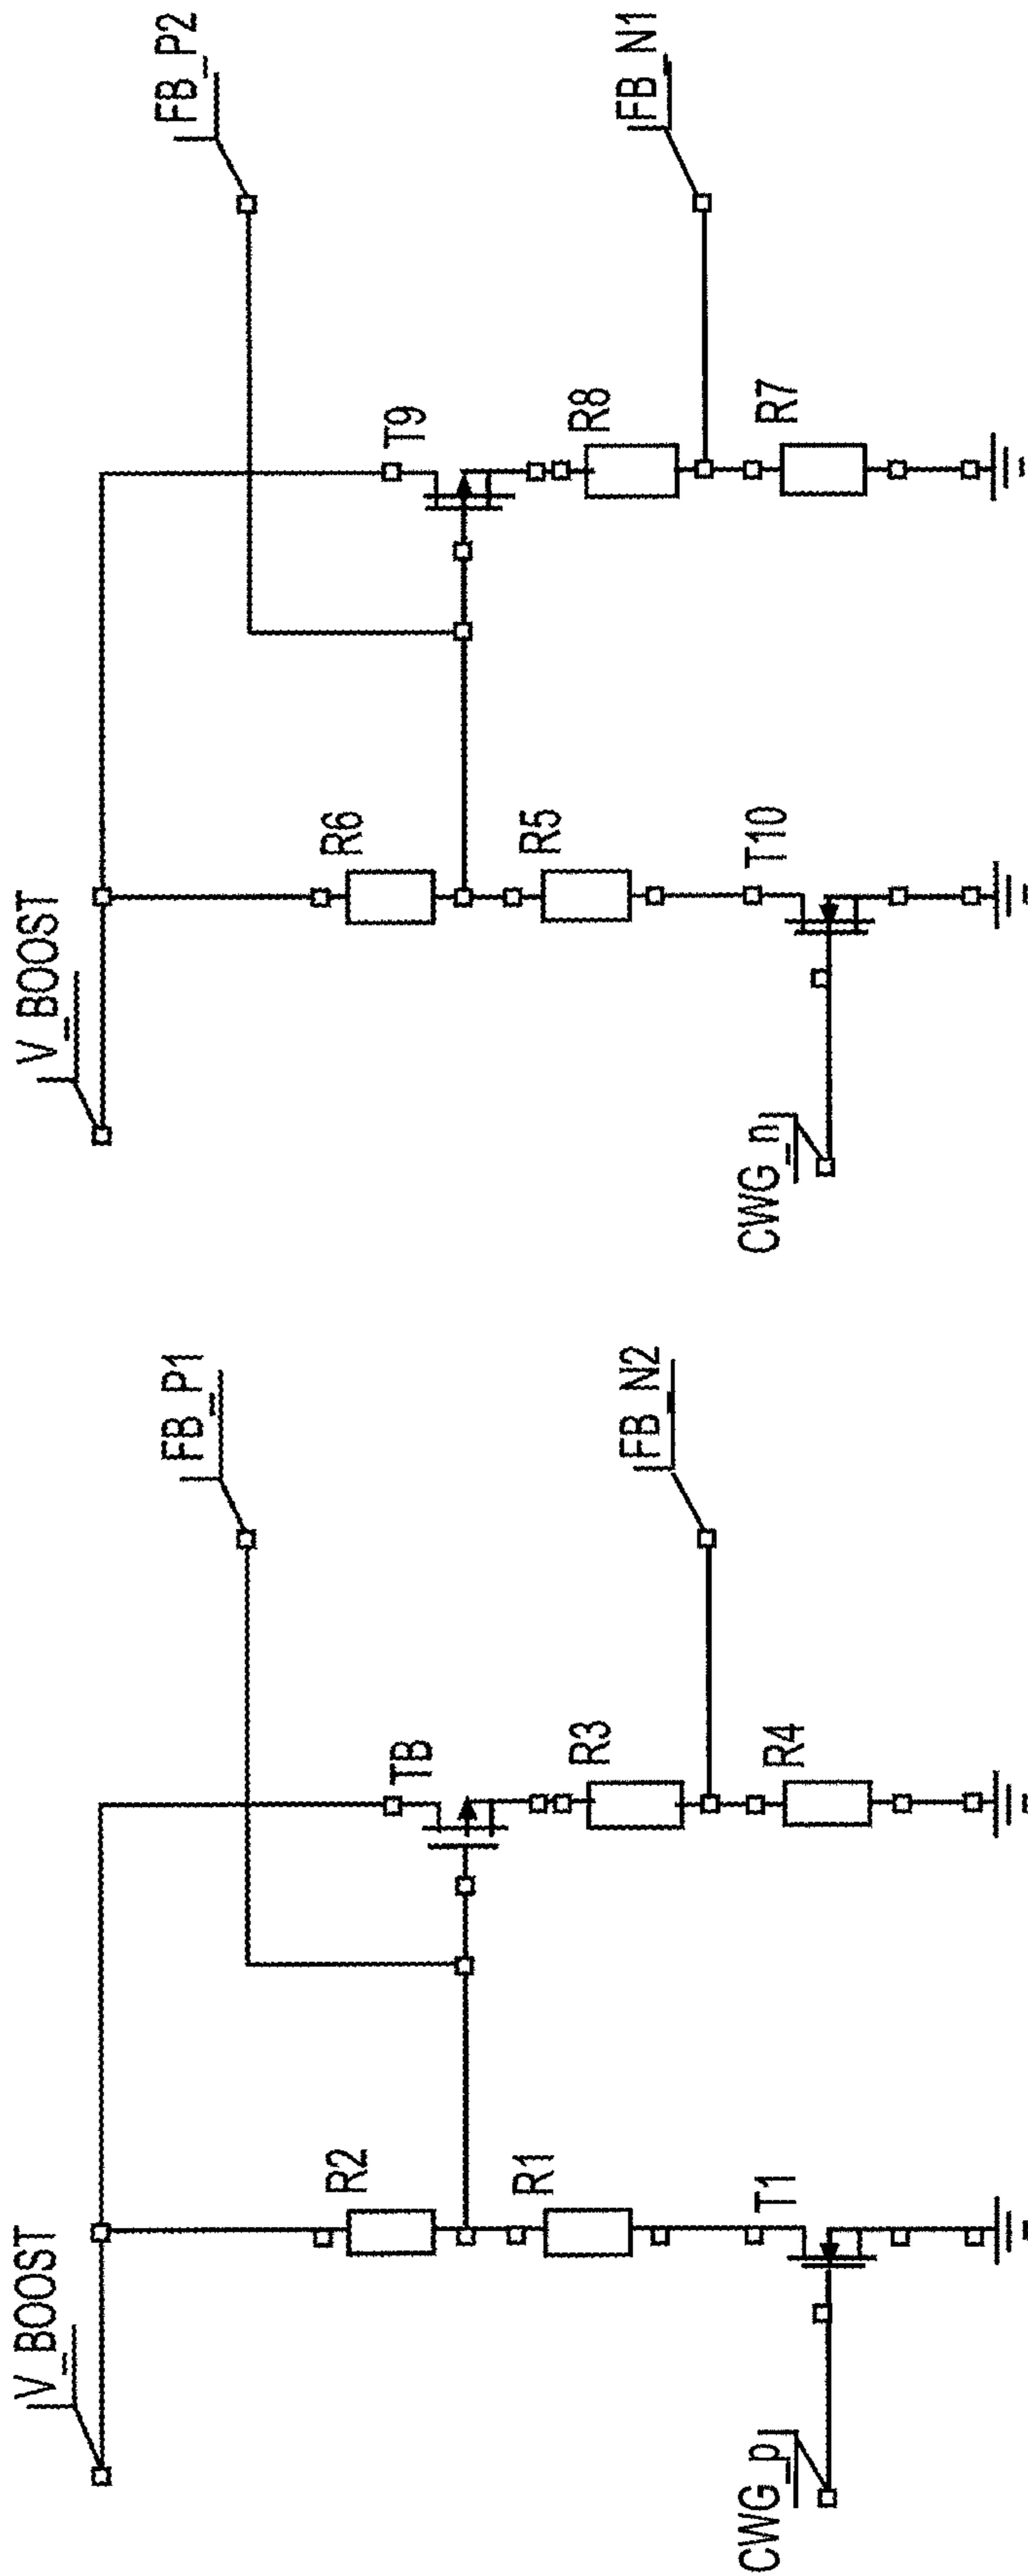 V_BOOST
FB_P1
R2
TB
R1
R3
FB_N2
T1
R4
CWG_p
V_BOOST
FB_P2
R6
T9
R5
R8
FB_N1
T10
R7
CWG_n